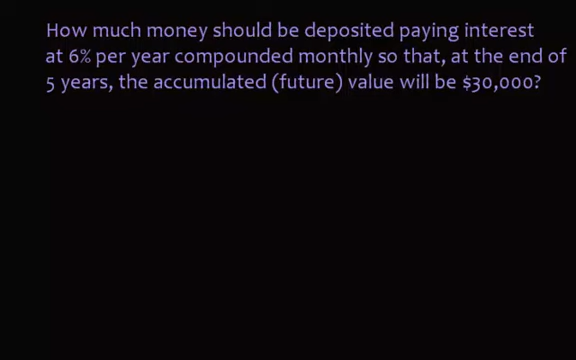 How much money should be deposited paying interest
at 6% per year compounded monthly so that, at the end of
5 years, the accumulated (future) value will be $30,000?